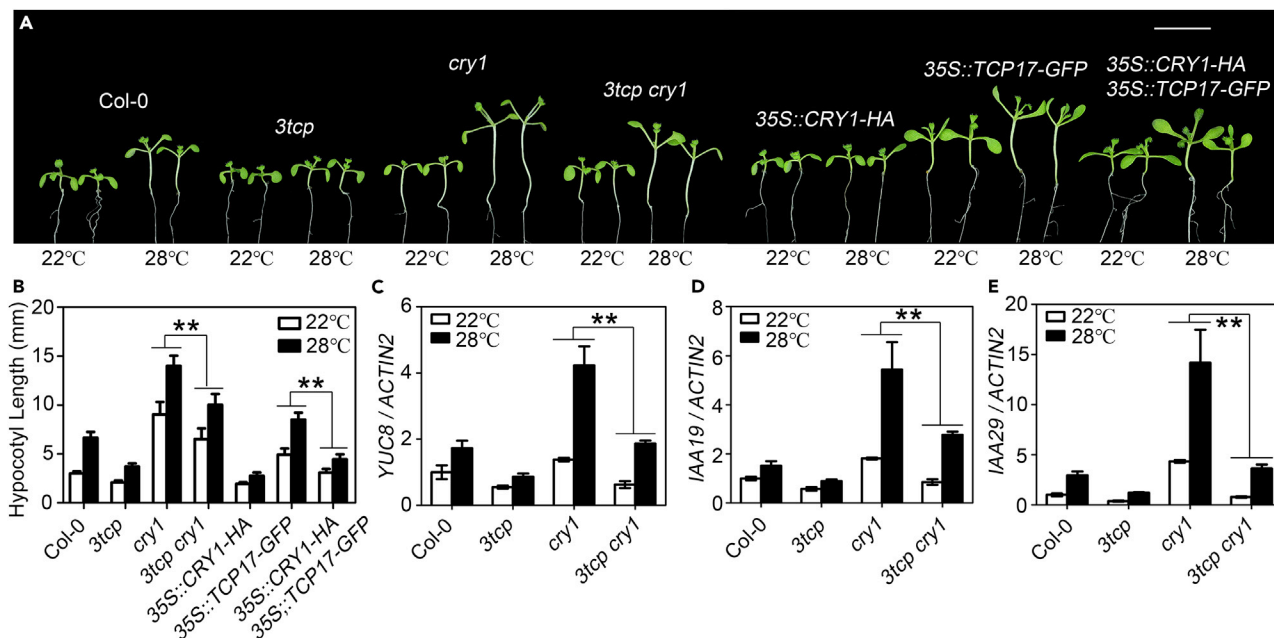 A
Col-0
3tcp
cry1
3tcp cry1
35S::CRY1-HA
35S::TCP17-GFP
35S::CRY1-HA
35S::TCP17-GFP
22℃ 28℃ 22℃ 28℃ 22℃ 28℃ 22℃ 28℃ 22℃ 28℃ 22℃ 28℃ 22℃ 28℃
B
Hypocotyl Length (mm)
20
15
10
5
0
**
**
22℃
28℃
Col-0
3tcp
cry1
3tcp cry1
35S::CRY1-HA
35S::TCP17-GFP
35S::CRY1-HA
35S;:TCP17-GFP
C
YUC8 / ACTIN2
6
4
2
0
22℃
28℃
**
Col-0
3tcp
cry1
3tcp cry1
D
IAA19 / ACTIN2
8
6
4
2
0
22℃
28℃
**
Col-0
3tcp
cry1
3tcp cry1
E
IAA29 / ACTIN2
20
15
10
5
0
22℃
28℃
**
Col-0
3tcp
cry1
3tcp cry1